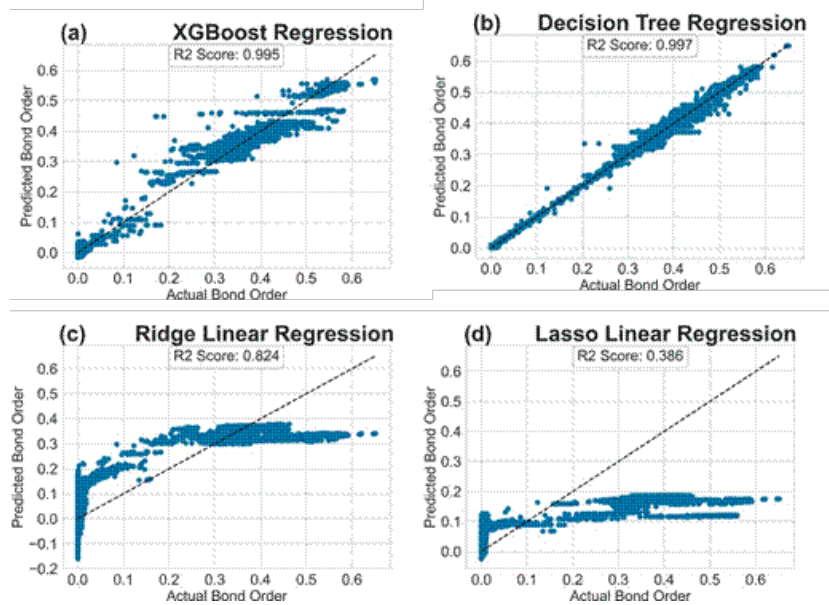 (a) XGBoost Regression
R2 Score: 0.995
0.6
0.5
0.4
0.3
0.2
0.1
0.0
Predicted Bond Order
0.0 0.1 0.2 0.3 0.4 0.5 0.6
Actual Bond Order
(b) Decision Tree Regression
R2 Score: 0.997
0.6
0.5
0.4
0.3
0.2
0.1
0.0
Predicted Bond Order
0.0 0.1 0.2 0.3 0.4 0.5 0.6
Actual Bond Order
(c) Ridge Linear Regression
R2 Score: 0.824
0.6
0.5
0.4
0.3
0.2
0.1
0.0
−0.1
−0.2
Predicted Bond Order
0.0 0.1 0.2 0.3 0.4 0.5 0.6
Actual Bond Order
(d) Lasso Linear Regression
R2 Score: 0.386
0.6
0.5
0.4
0.3
0.2
0.1
0.0
Predicted Bond Order
0.0 0.1 0.2 0.3 0.4 0.5 0.6
Actual Bond Order